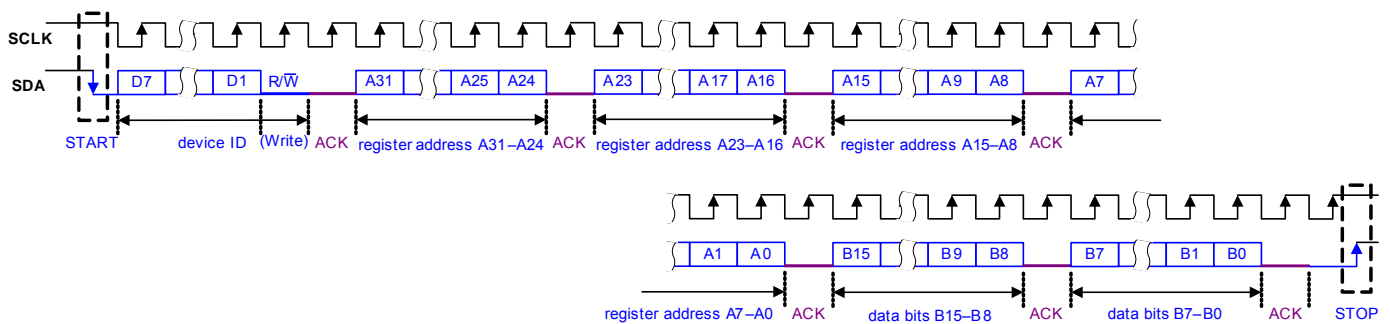 SCLK
SDA D7 D1 R/W̅ A31 A25 A24 A23 A17 A16 A15 A9 A8 A7
START device ID (Write) ACK register address A31–A24 ACK register address A23–A16 ACK register address A15–A8 ACK
A1 A0 B15 B9 B8 B7 B1 B0
register address A7–A0 ACK data bits B15–B8 ACK data bits B7–B0 ACK STOP